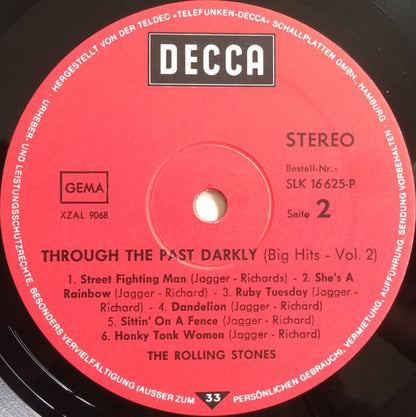 HERGESTELLT VON DER TELDEC »TELEFUNKEN-DECCA« SCHALLPLATTEN GMBH., HAMBURG
URHEBER- UND LEISTUNGSSCHUTZRECHTE, BESONDERS VERVIELFÄLTIGUNG (AUSSER ZUM PERSÖNLICHEN GEBRAUCH), VERMIETUNG, AUFFÜHRUNG, SENDUNG VORBEHALTEN.
DECCA
STEREO
Bestell-Nr.:
SLK 16 625-P
GEMA
XZAL 9068
Seite 2
THROUGH THE PAST DARKLY (Big Hits - Vol. 2)
1. Street Fighting Man (Jagger - Richards) - 2. She's A
Rainbow (Jagger - Richard) - 3. Ruby Tuesday (Jagger -
Richard) - 4. Dandelion (Jagger - Richard)
5. Sittin' On A Fence (Jagger - Richard)
6. Honky Tonk Women (Jagger - Richard)
THE ROLLING STONES
33